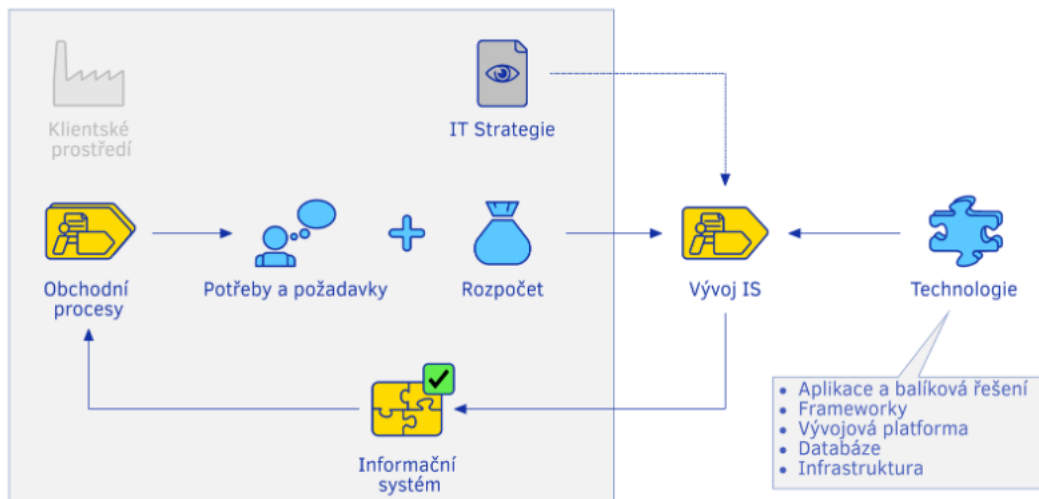 Klientské
prostředí
IT Strategie
Obchodní
procesy
Potřeby a požadavky
Rozpočet
Vývoj IS
Technologie
Informační
systém
Aplikace a balíková řešení
Frameworky
Vývojová platforma
Databáze
Infrastruktura